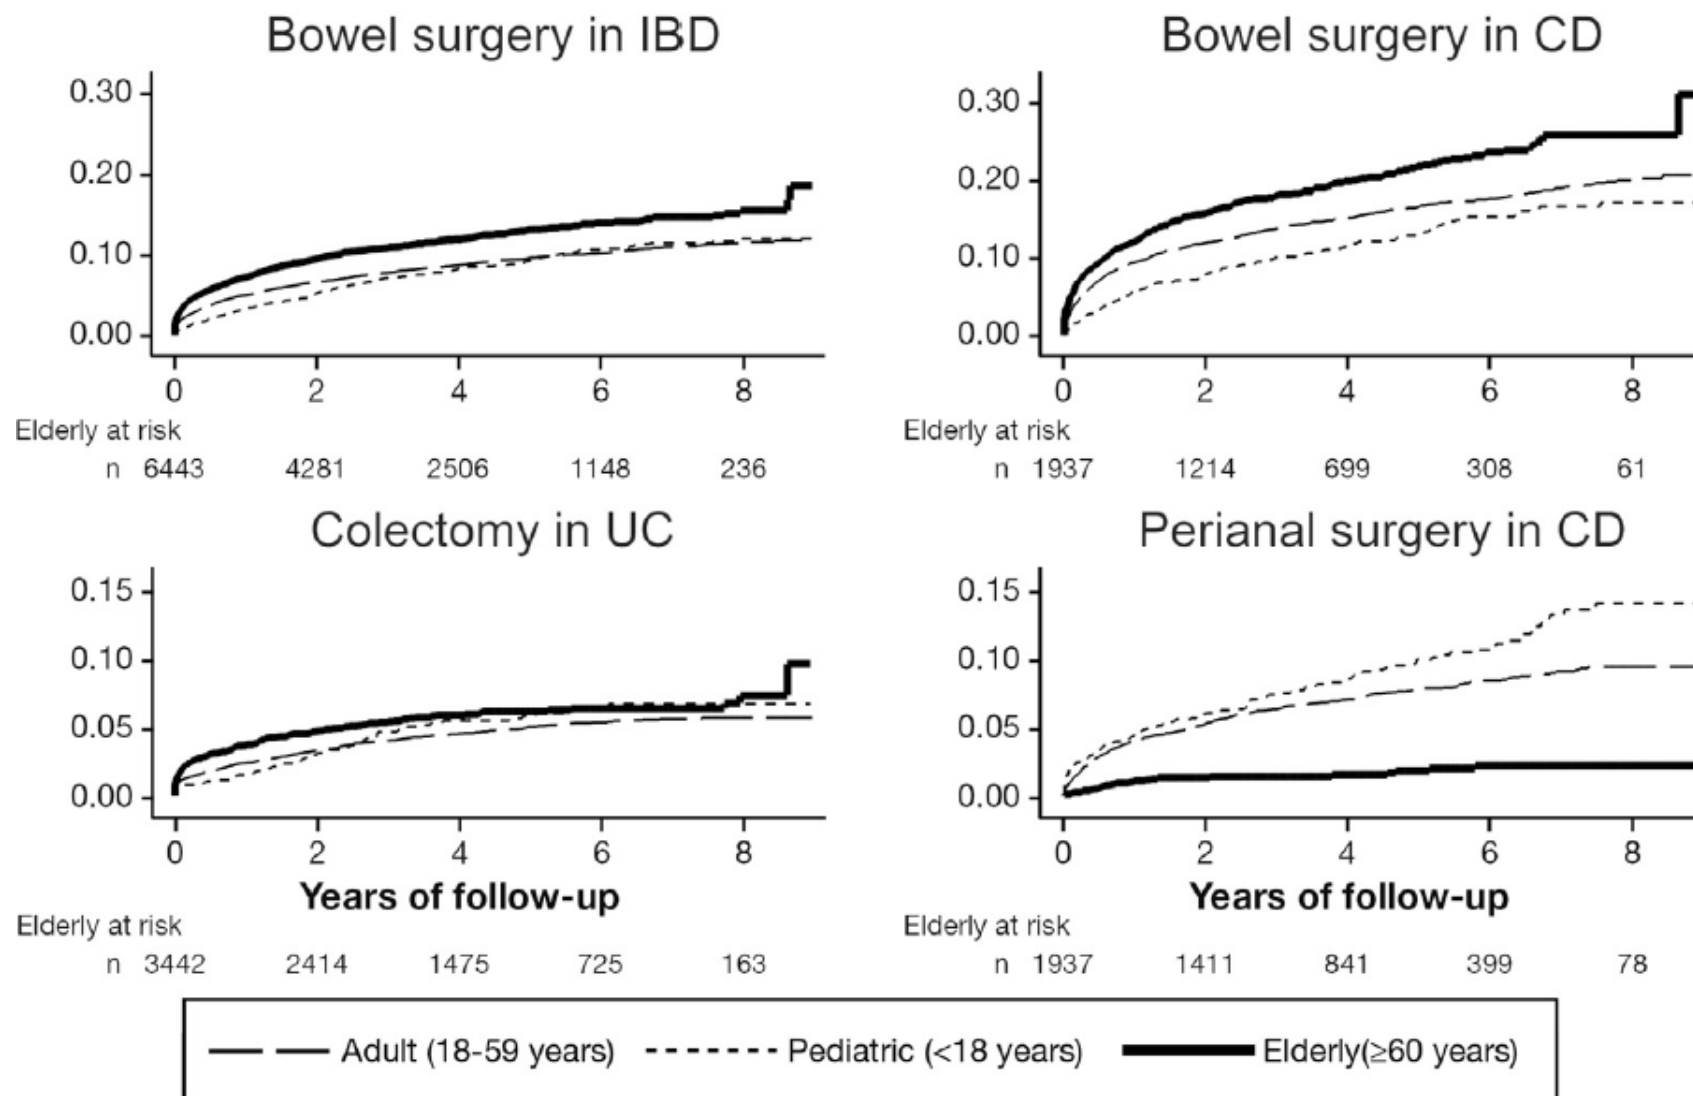 Bowel surgery in IBD
0.30
0.20
0.10
0.00
0 2 4 6 8
Elderly at risk
n 6443 4281 2506 1148 236
Bowel surgery in CD
0.30
0.20
0.10
0.00
0 2 4 6 8
Elderly at risk
n 1937 1214 699 308 61
Colectomy in UC
0.15
0.10
0.05
0.00
0 2 4 6 8
Years of follow-up
Elderly at risk
n 3442 2414 1475 725 163
Perianal surgery in CD
0.15
0.10
0.05
0.00
0 2 4 6 8
Years of follow-up
Elderly at risk
n 1937 1411 841 399 78
Adult (18-59 years) Pediatric (<18 years) Elderly(≥60 years)